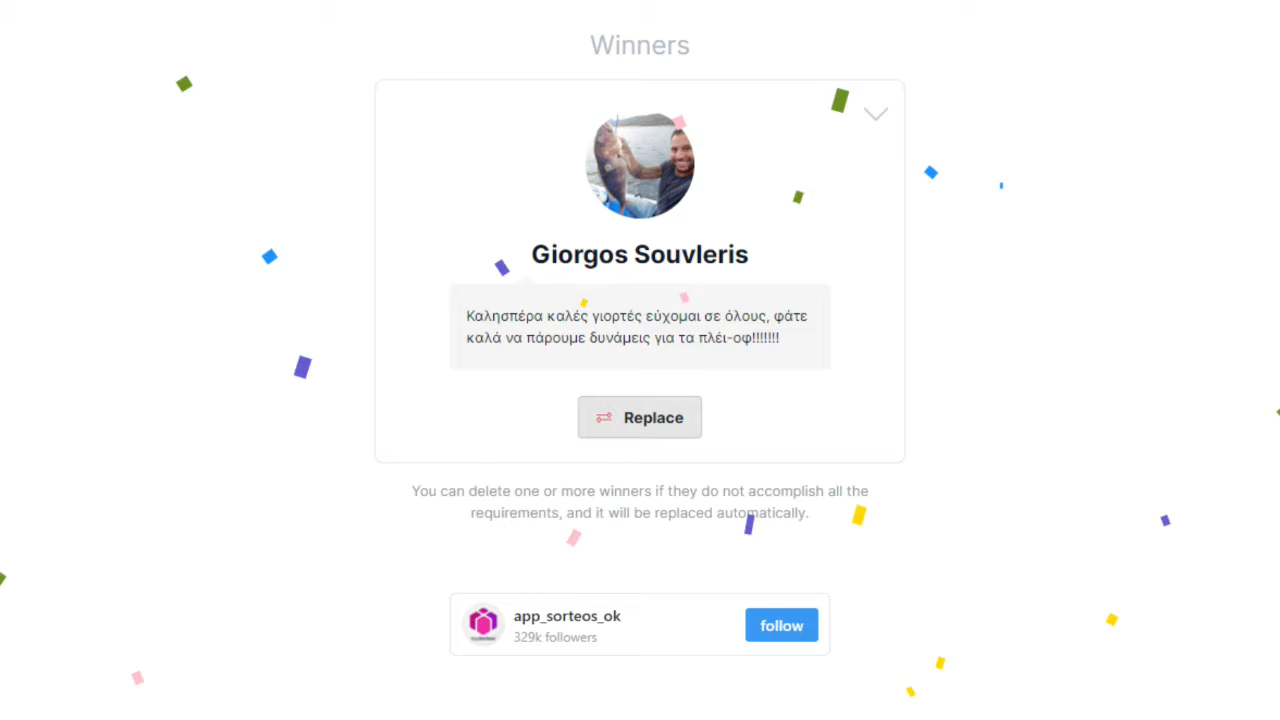 Winners
Giorgos Souvleris
Καλησπέρα καλές γιορτές εύχομαι σε όλους, φάτε
καλά να πάρουμε δυνάμεις για τα πλέι-οφ!!!!!!!
Replace
You can delete one or more winners if they do not accomplish all the
requirements, and it will be replaced automatically.
app_sorteos_ok
329k followers
follow